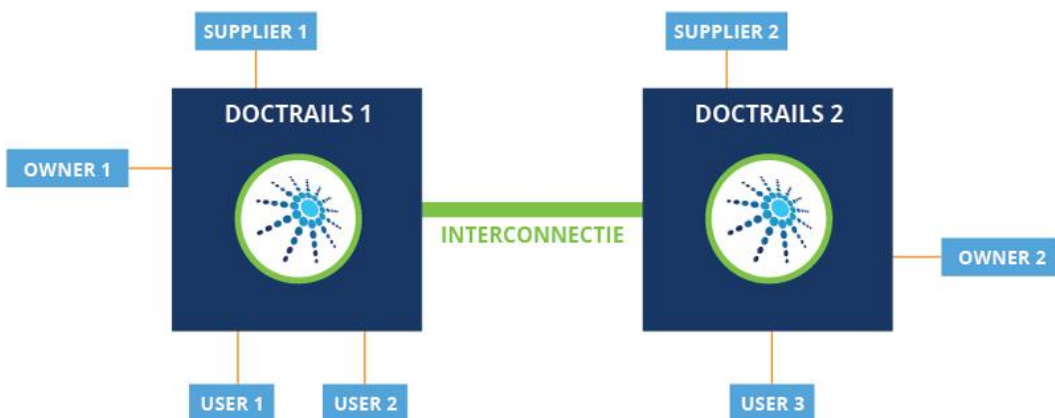 SUPPLIER 1
SUPPLIER 2
DOCTRAILS 1
DOCTRAILS 2
OWNER 1
INTERCONNECTIE
OWNER 2
USER 1
USER 2
USER 3